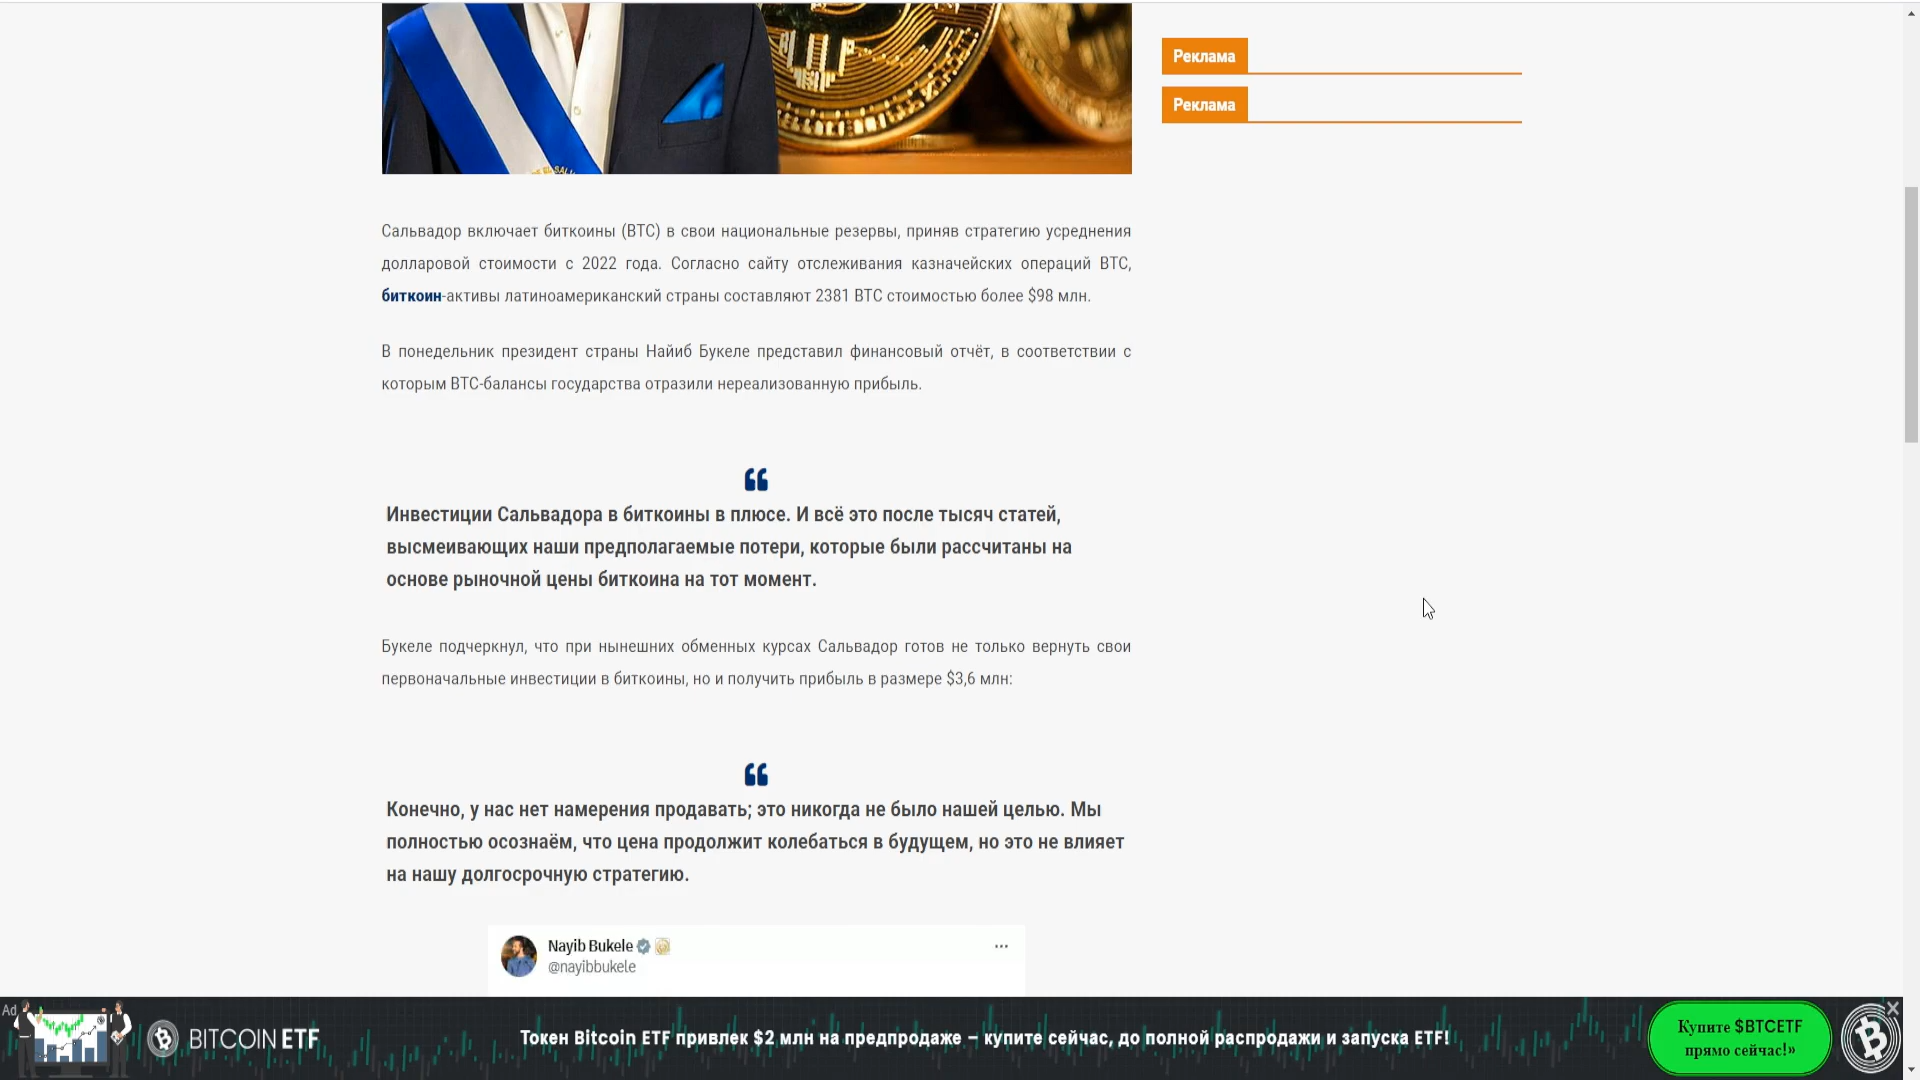 DE EL SAL
Реклама
Реклама
Сальвадор включает биткоины (BTC) в свои национальные резервы, приняв стратегию усреднения
долларовой стоимости с 2022 года. Согласно сайту отслеживания казначейских операций BTC,
биткоин-активы латиноамериканский страны составляют 2381 BTC стоимостью более $98 млн.
В понедельник президент страны Найиб Букеле представил финансовый отчёт, в соответствии с
которым BTC-балансы государства отразили нереализованную прибыль.
Инвестиции Сальвадора в биткоины в плюсе. И всё это после тысяч статей,
высмеивающих наши предполагаемые потери, которые были рассчитаны на
основе рыночной цены биткоина на тот момент.
Букеле подчеркнул, что при нынешних обменных курсах Сальвадор готов не только вернуть свои
первоначальные инвестиции в биткоины, но и получить прибыль в размере $3,6 млн:
Конечно, у нас нет намерения продавать; это никогда не было нашей целью. Мы
полностью осознаём, что цена продолжит колебаться в будущем, но это не влияет
на нашу долгосрочную стратегию.
Nayib Bukele
@nayibbukele
Ad
BITCOIN ETF
Токен Bitcoin ETF привлек $2 млн на предпродаже – купите сейчас, до полной распродажи и запуска ETF!
Купите $BTCETF
прямо сейчас!»